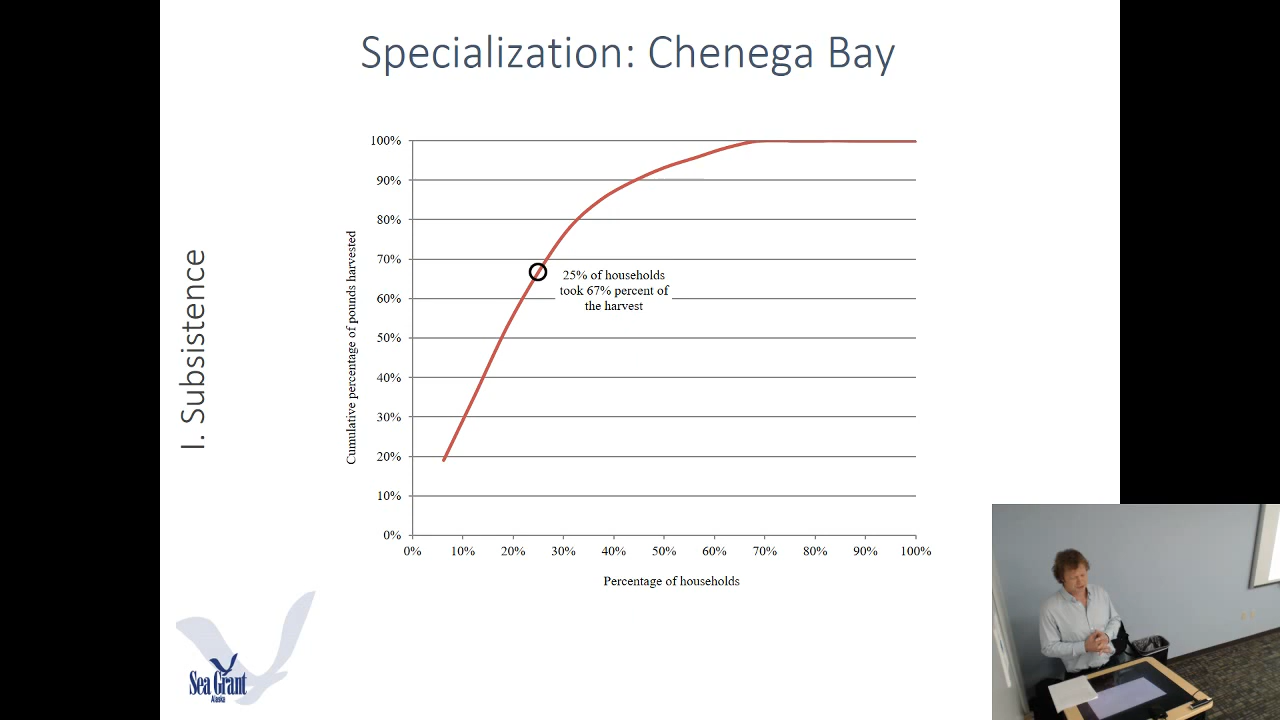 Specialization: Chenega Bay
I. Subsistence
Cumulative percentage of pounds harvested
100%
90%
80%
70%
60%
50%
40%
30%
20%
10%
0%
25% of households
took 67% percent of
the harvest
0% 10% 20% 30% 40% 50% 60% 70% 80% 90% 100%
Percentage of households
Sea Grant
Alaska